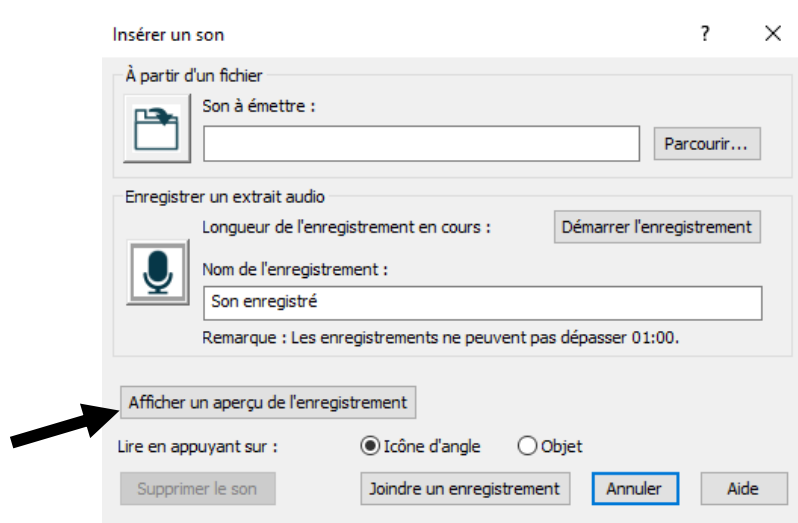 Insérer un son
?
À partir d'un fichier
Son à émettre :
Parcourir...
Enregistrer un extrait audio
Longueur de l'enregistrement en cours :
Démarrer l'enregistrement
Nom de l'enregistrement :
Son enregistré
Remarque : Les enregistrements ne peuvent pas dépasser 01:00.
Afficher un aperçu de l'enregistrement
Lire en appuyant sur :
Icône d'angle
Objet
Supprimer le son
Joindre un enregistrement
Annuler
Aide